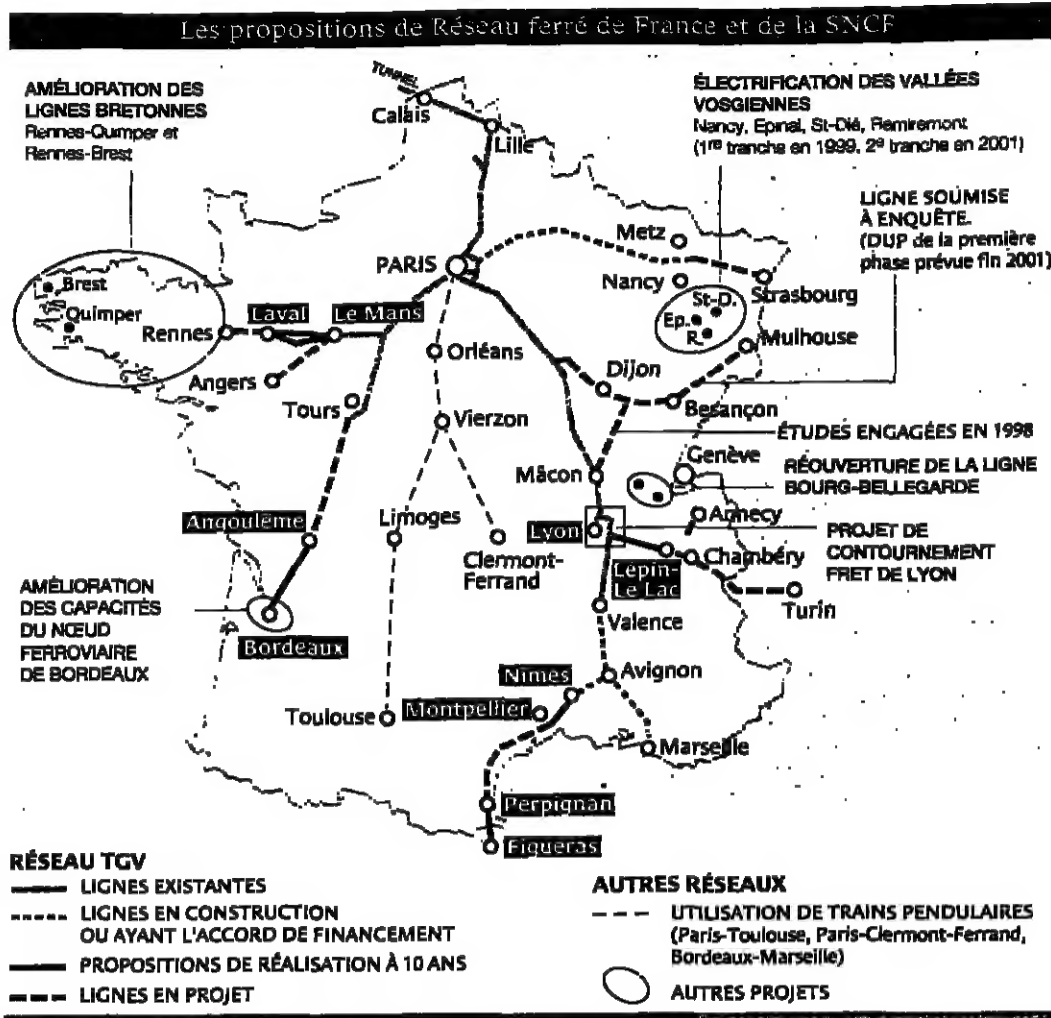 Les propositions de Réseau ferré de France et de la SNCF
AMÉLIORATION DES
LIGNES BRETONNES
Rennes-Quimper et
Rennes-Brest
TUNNEL
Calais
Lille
ÉLECTRIFICATION DES VALLÉES
VOSGIENNES
Nancy, Epinal, St-Dié, Remiremont
(1re tranche en 1999, 2e tranche en 2001)
LIGNE SOUMISE
À ENQUÊTE
(DUP de la première
phase prévue fin 2001)
Metz
PARIS
Nancy
Strasbourg
St-D.
Ep.
R.
Brest
Quimper
Rennes
Laval
Le Mans
Mulhouse
Orléans
Angers
Dijon
Tours
Besançon
Vierzon
ÉTUDES ENGAGÉES EN 1998
Genève
Mâcon
RÉOUVERTURE DE LA LIGNE
BOURG-BELLEGARDE
Angoulême
Limoges
Lyon
Annecy
Clermont-
Ferrand
Chambéry
PROJET DE
CONTOURNEMENT
FRET DE LYON
Lépin-
Le Lac
Turin
AMÉLIORATION
DES CAPACITÉS
DU NŒUD
FERROVIAIRE
DE BORDEAUX
Bordeaux
Valence
Avignon
Nîmes
Toulouse
Montpellier
Marseille
Perpignan
Figueras
RÉSEAU TGV
LIGNES EXISTANTES
LIGNES EN CONSTRUCTION
OU AYANT L'ACCORD DE FINANCEMENT
PROPOSITIONS DE RÉALISATION À 10 ANS
LIGNES EN PROJET
AUTRES RÉSEAUX
UTILISATION DE TRAINS PENDULAIRES
(Paris-Toulouse, Paris-Clermont-Ferrand,
Bordeaux-Marseille)
AUTRES PROJETS